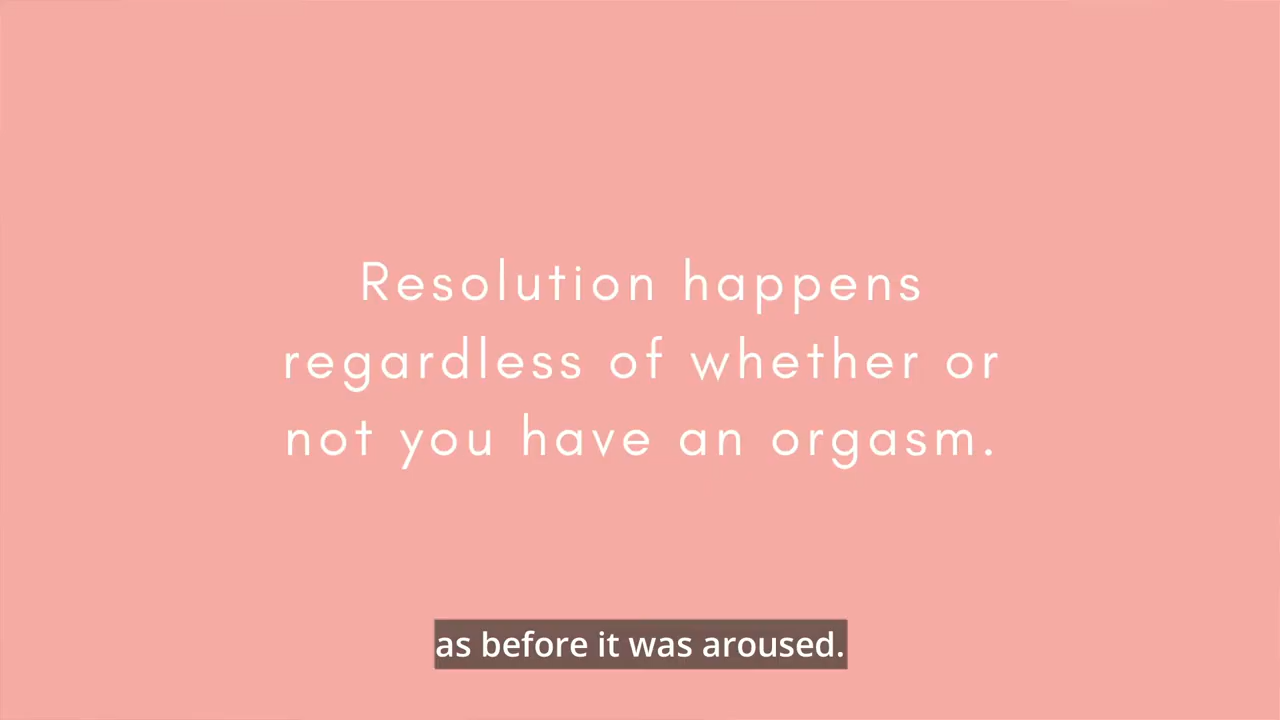 Resolution happens
regardless of whether or
not you have an orgasm.
as before it was aroused.